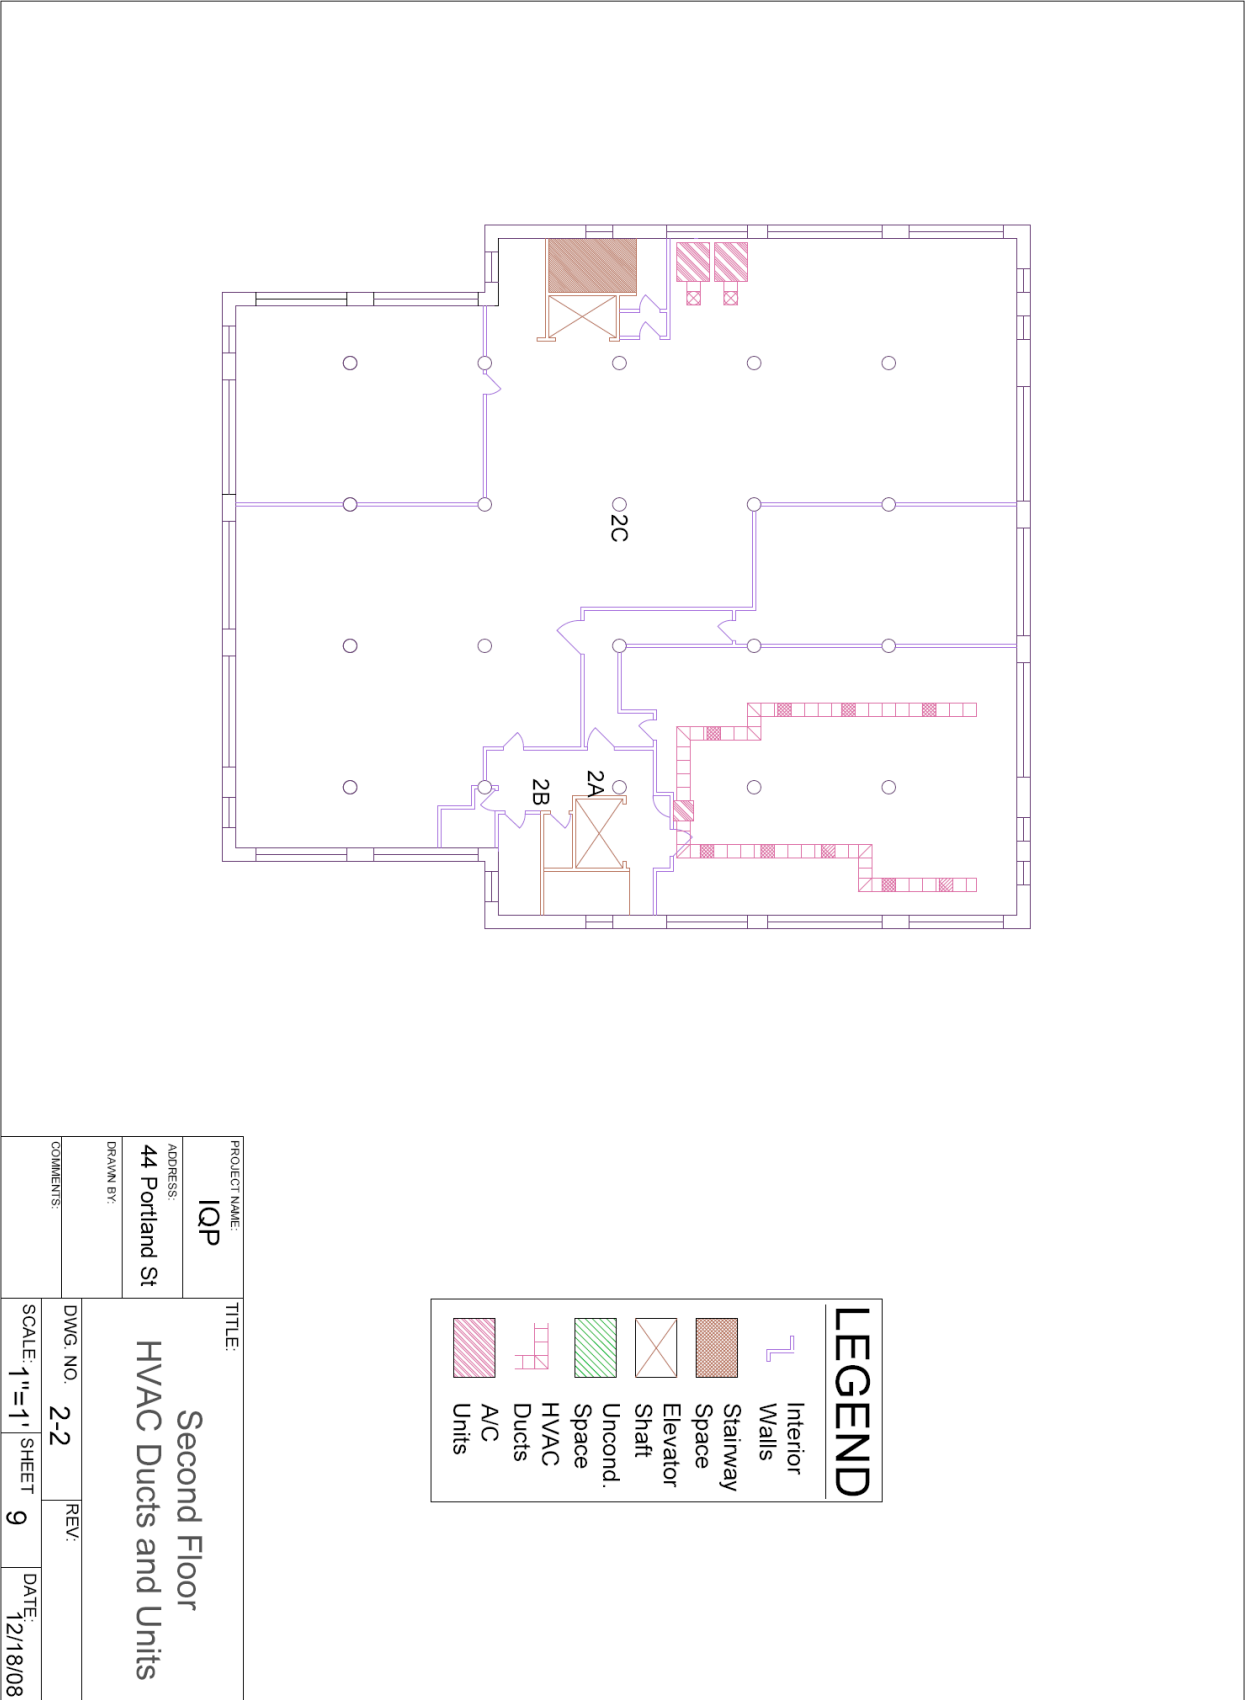 2C
2A
2B
LEGEND
Interior
Walls
Stairway
Space
Elevator
Shaft
Uncond.
Space
HVAC
Ducts
A/C
Units
PROJECT NAME:
IQP
ADDRESS:
44 Portland St
DRAWN BY:
COMMENTS:
TITLE:
Second Floor
HVAC Ducts and Units
DWG. NO. 2-2
REV:
SCALE: 1"=1'
SHEET 9
DATE: 12/18/08